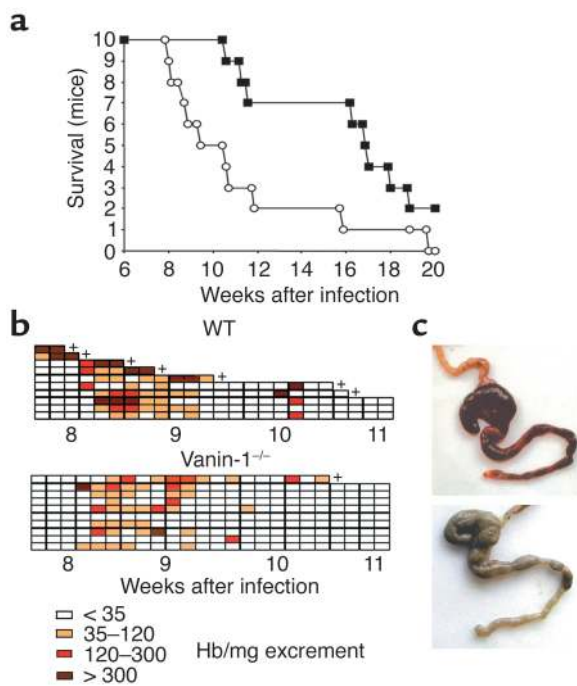 a
Survival (mice)
10
9
8
7
6
5
4
3
2
1
0
6 8 10 12 14 16 18 20
Weeks after infection
b
WT
+
+
+
+
+
+
+
8 9 10 11
Vanin-1⁻/⁻
+
8 9 10 11
Weeks after infection
< 35
35–120
120–300
> 300
Hb/mg excrement
c